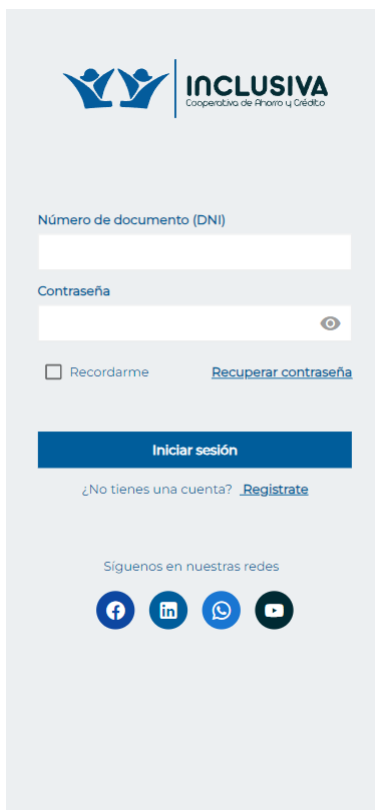 INCLUSIVA
Cooperativa de Ahorro y Crédito
Número de documento (DNI)
Contraseña
Recordarme
Recuperar contraseña
Iniciar sesión
¿No tienes una cuenta? Registrate
Síguenos en nuestras redes